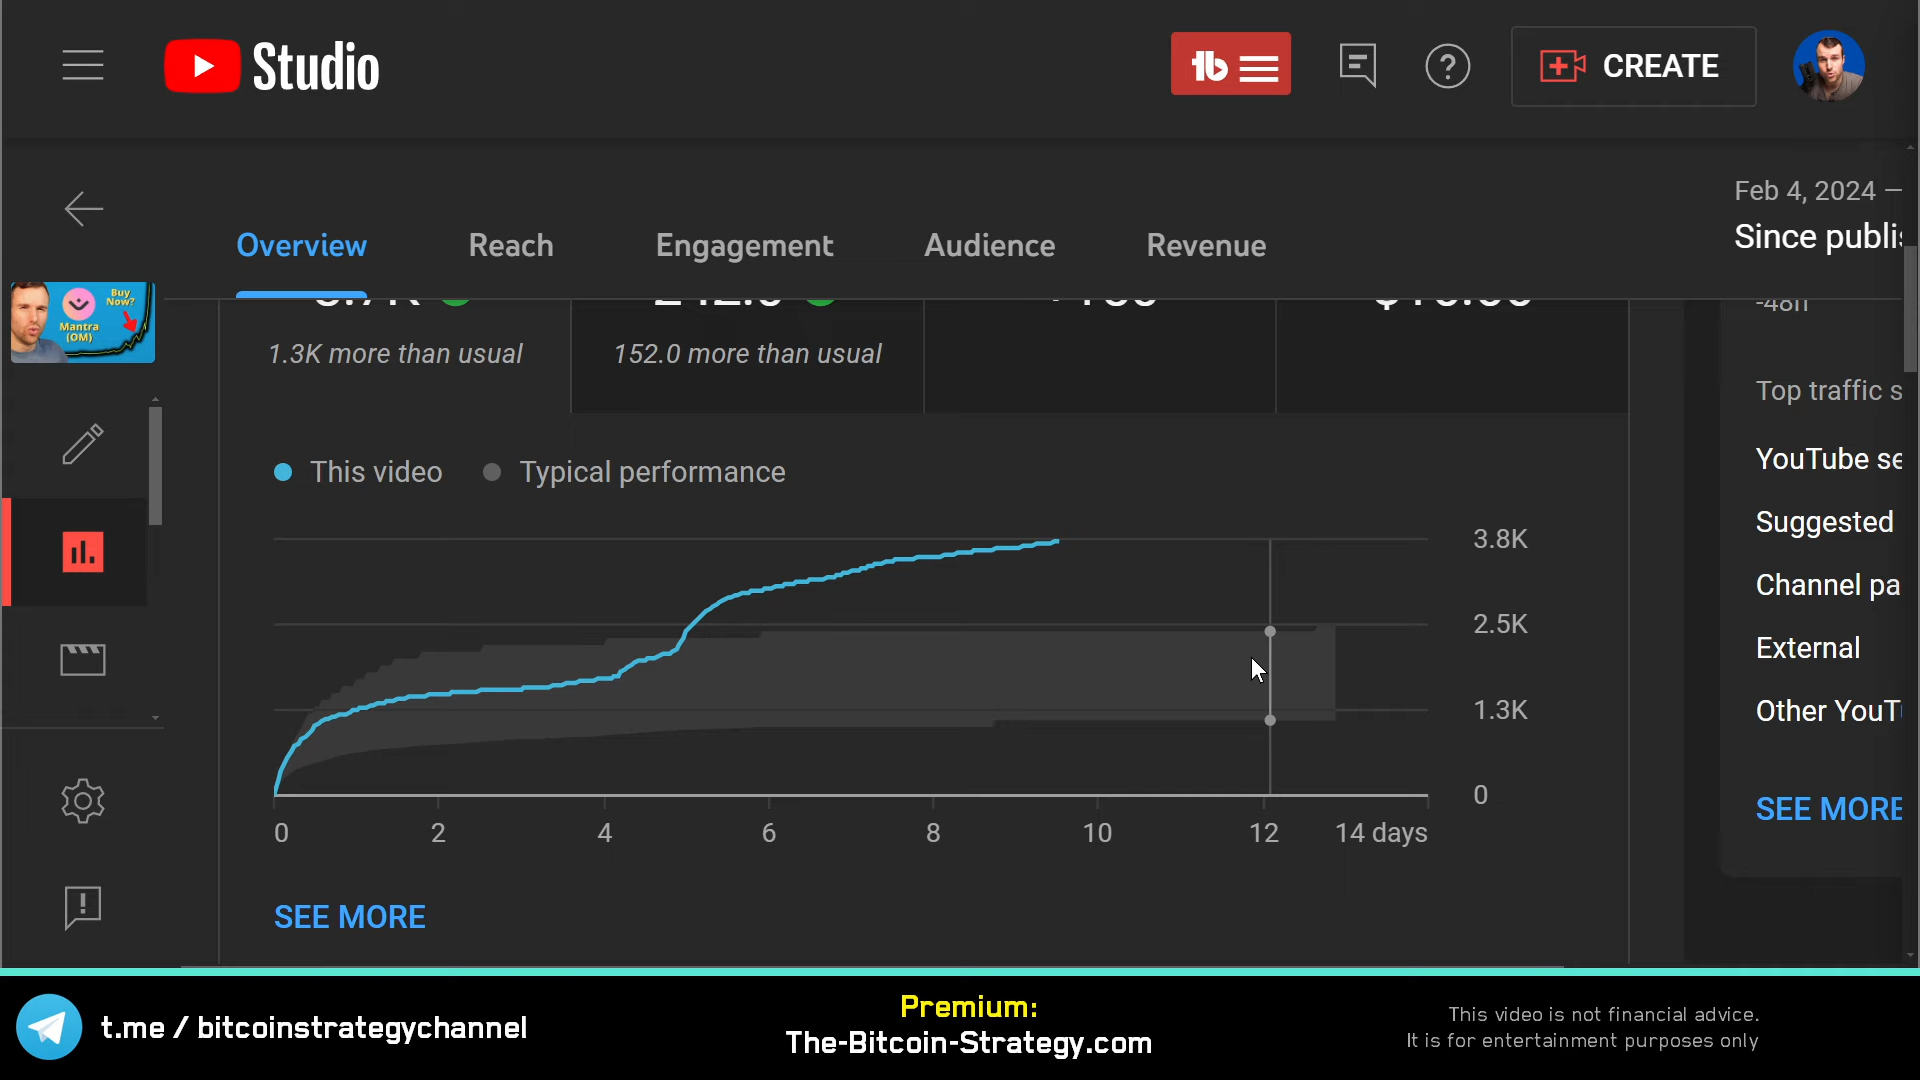 Studio
CREATE
Feb 4, 2024 –
Since publis
Overview
Reach
Engagement
Audience
Revenue
Buy
Now?
Mantra
(OM)
1.3K more than usual
152.0 more than usual
-48h
Top traffic s
YouTube se
Suggested
Channel pa
External
Other YouT
SEE MORE
This video
Typical performance
3.8K
2.5K
1.3K
0
0
2
4
6
8
10
12
14 days
SEE MORE
t.me / bitcoinstrategychannel
Premium:
The-Bitcoin-Strategy.com
This video is not financial advice.
It is for entertainment purposes only